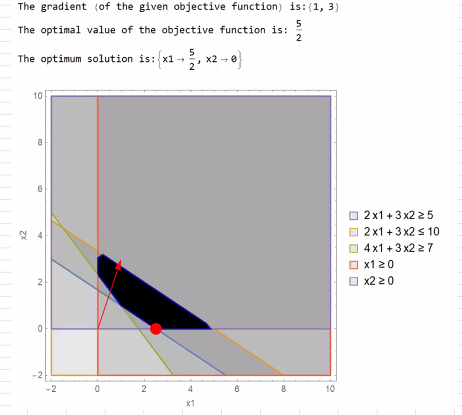 The gradient (of the given objective function) is:{1, 3}
The optimal value of the objective function is: 5/2
The optimum solution is:{x1 → 5/2, x2 → 0}
10
8
6
4
2
0
−2
x2
−2 0 2 4 6 8 10
x1
2 x1 + 3 x2 ≥ 5
2 x1 + 3 x2 ≤ 10
4 x1 + 3 x2 ≥ 7
x1 ≥ 0
x2 ≥ 0